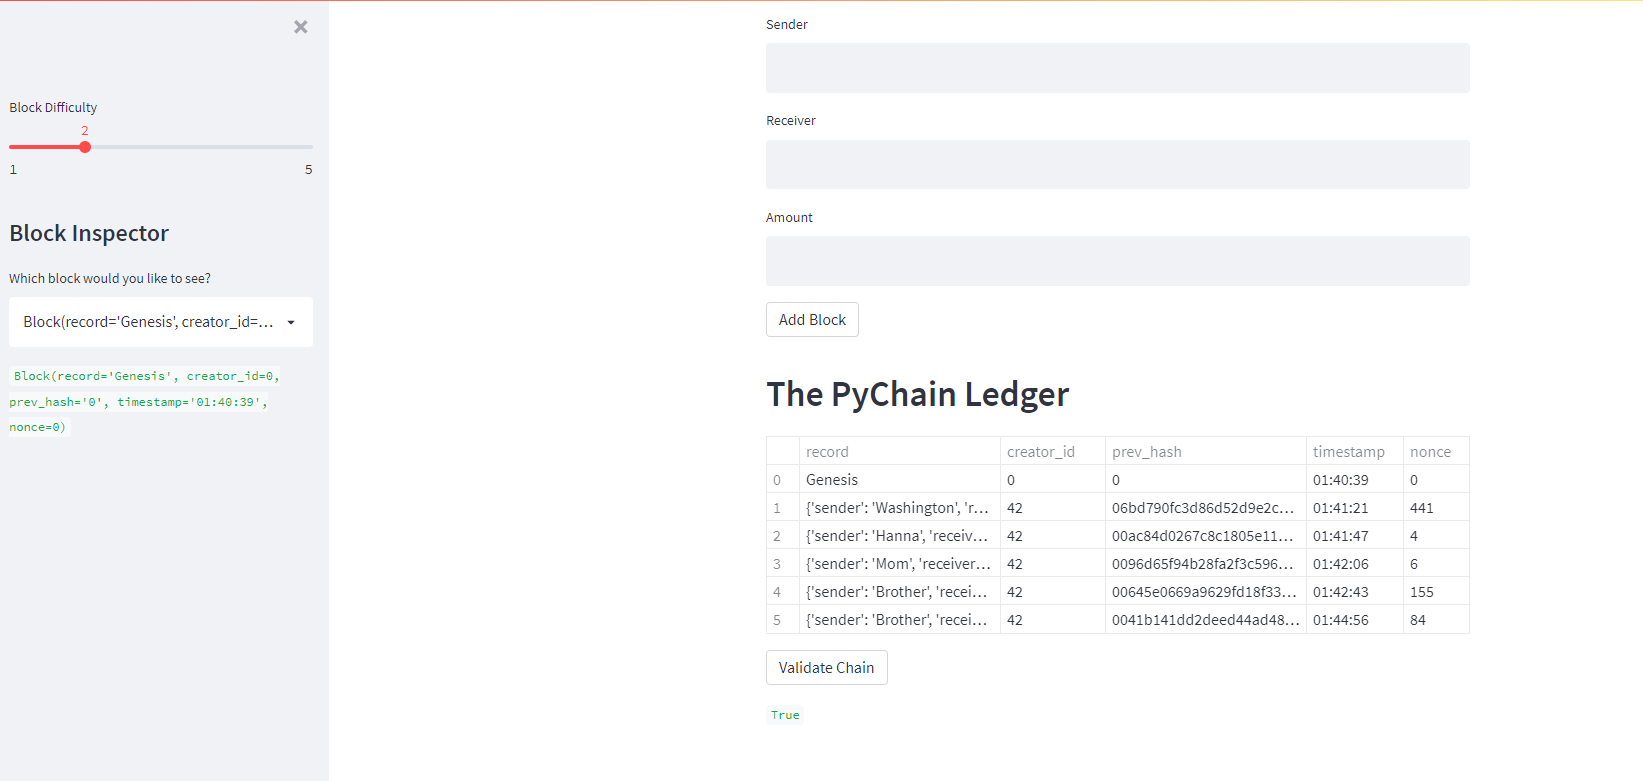 ×
Block Difficulty
2
1 5
Block Inspector
Which block would you like to see?
Block(record='Genesis', creator_id=...
Block(record='Genesis', creator_id=0,
prev_hash='0', timestamp='01:40:39',
nonce=0)
Sender
Receiver
Amount
Add Block
The PyChain Ledger
record creator_id prev_hash timestamp nonce
0 Genesis 0 0 01:40:39 0
1 {'sender': 'Washington', 'r... 42 06bd790fc3d86d52d9e2c... 01:41:21 441
2 {'sender': 'Hanna', 'receiv... 42 00ac84d0267c8c1805e11... 01:41:47 4
3 {'sender': 'Mom', 'receiver... 42 0096d65f94b28fa2f3c596... 01:42:06 6
4 {'sender': 'Brother', 'recei... 42 00645e0669a9629fd18f33... 01:42:43 155
5 {'sender': 'Brother', 'recei... 42 0041b141dd2deed44ad48... 01:44:56 84
Validate Chain
True